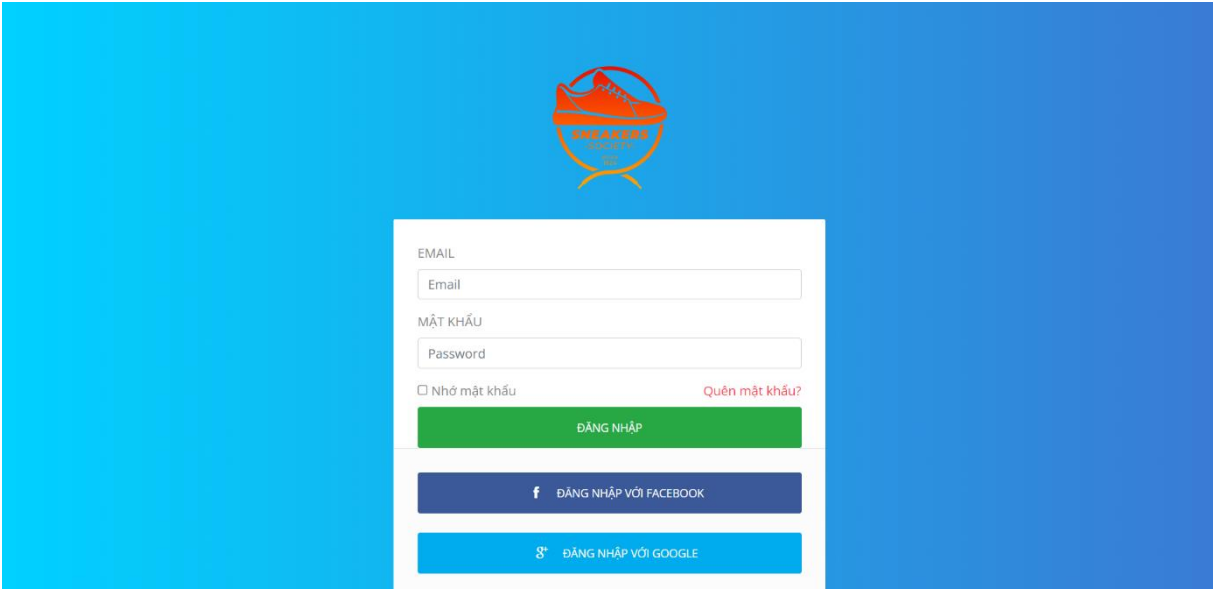 SNEAKERS
SOCIETY
EMAIL
Email
MẬT KHẨU
Password
Nhớ mật khẩu
Quên mật khẩu?
ĐĂNG NHẬP
ĐĂNG NHẬP VỚI FACEBOOK
ĐĂNG NHẬP VỚI GOOGLE